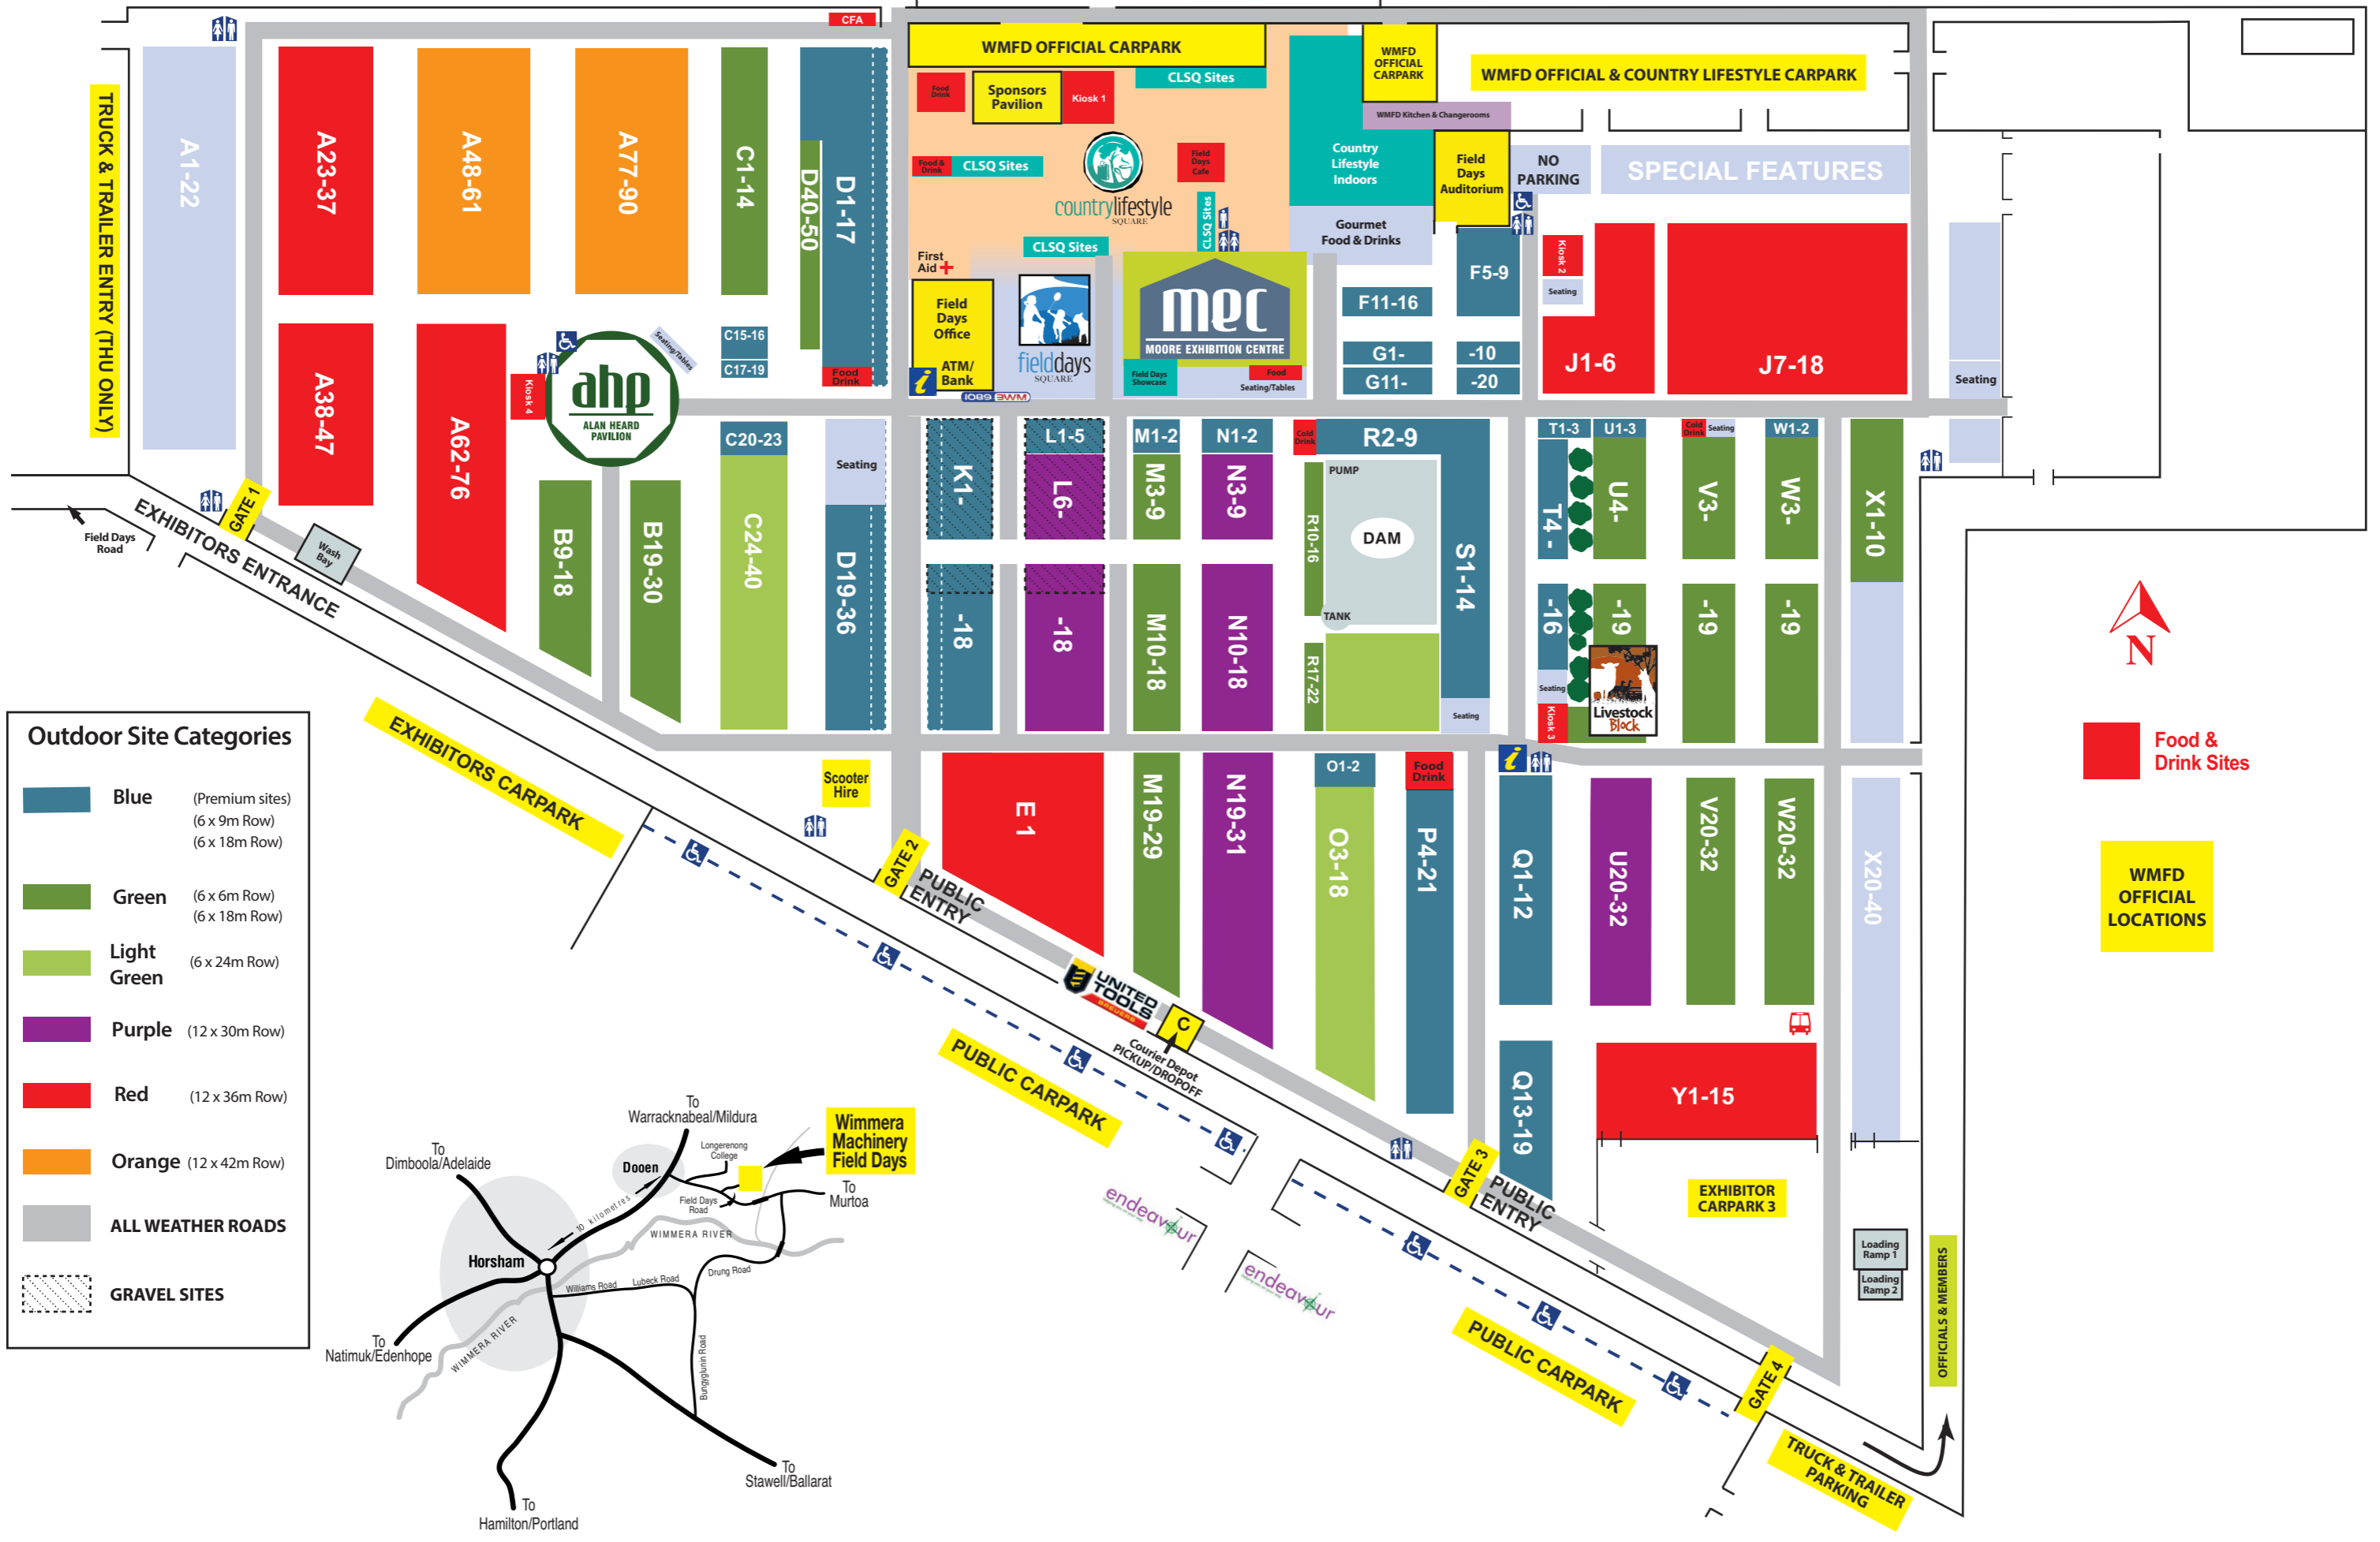 CFA
WMFD OFFICIAL CARPARK
WMFD
OFFICIAL
CARPARK
WMFD OFFICIAL & COUNTRY LIFESTYLE CARPARK
CLSQ Sites
Food
Drink
Sponsors
Pavilion
Kiosk 1
WMFD Kitchen & Changerooms
TRUCK & TRAILER ENTRY (THU ONLY)
A1-22
A23-37
A48-61
A77-90
C1-14
D40-50
D1-17
Food &
Drink
CLSQ Sites
Field
Days
Cafe
Country
Lifestyle
Indoors
Field
Days
Auditorium
NO
PARKING
SPECIAL FEATURES
countrylifestyle
SQUARE
CLSQ Sites
CLSQ Sites
Gourmet
Food & Drinks
First
Aid
Field
Days
Office
ATM/
Bank
i
1089 3WM
fielddays
SQUARE
mec
MOORE EXHIBITION CENTRE
Field Days
Showcase
Food
Seating/Tables
F5-9
F11-16
G1-
-10
G11-
-20
Kiosk 2
Seating
J1-6
J7-18
Seating
A38-47
A62-76
Kiosk 4
ahp
ALAN HEARD
PAVILION
Seating/Tables
C15-16
C17-19
Food
Drink
C20-23
Seating
K1-
L1-5
L6-
M1-2
M3-9
N1-2
N3-9
Cold
Drink
R2-9
PUMP
DAM
TANK
R10-16
R17-22
S1-14
Seating
T1-3
T4 -
-16
Seating
Kiosk 3
U1-3
U4-
-19
Livestock
Block
Cold
Drink
Seating
V3-
-19
W1-2
W3-
-19
X1-10
Field Days
Road
EXHIBITORS ENTRANCE
GATE 1
Wash
Bay
B9-18
B19-30
C24-40
D19-36
-18
-18
M10-18
N10-18
EXHIBITORS CARPARK
Scooter
Hire
GATE 2
PUBLIC
ENTRY
E 1
M19-29
N19-31
O1-2
O3-18
Food
Drink
P4-21
i
Q1-12
Q13-19
U20-32
V20-32
W20-32
X20-40
Y1-15
UNITED
TOOLS
C
Courier Depot
PICKUP/DROPOFF
PUBLIC CARPARK
endeavour
endeavour
GATE 3
PUBLIC
ENTRY
EXHIBITOR
CARPARK 3
Loading
Ramp 1
Loading
Ramp 2
OFFICIALS & MEMBERS
PUBLIC CARPARK
GATE 4
TRUCK & TRAILER
PARKING
N
Food &
Drink Sites
WMFD
OFFICIAL
LOCATIONS
Outdoor Site Categories
Blue (Premium sites)
(6 x 9m Row)
(6 x 18m Row)
Green (6 x 6m Row)
(6 x 18m Row)
Light
Green (6 x 24m Row)
Purple (12 x 30m Row)
Red (12 x 36m Row)
Orange (12 x 42m Row)
ALL WEATHER ROADS
GRAVEL SITES
To
Warracknabeal/Mildura
To
Dimboola/Adelaide
Dooen
Longerenong
College
Wimmera
Machinery
Field Days
Field Days
Road
To
Murtoa
10 kilometres
WIMMERA RIVER
Horsham
Williams Road
Lubeck Road
Drung Road
Bungyglunin Road
WIMMERA RIVER
To
Natimuk/Edenhope
To
Stawell/Ballarat
To
Hamilton/Portland